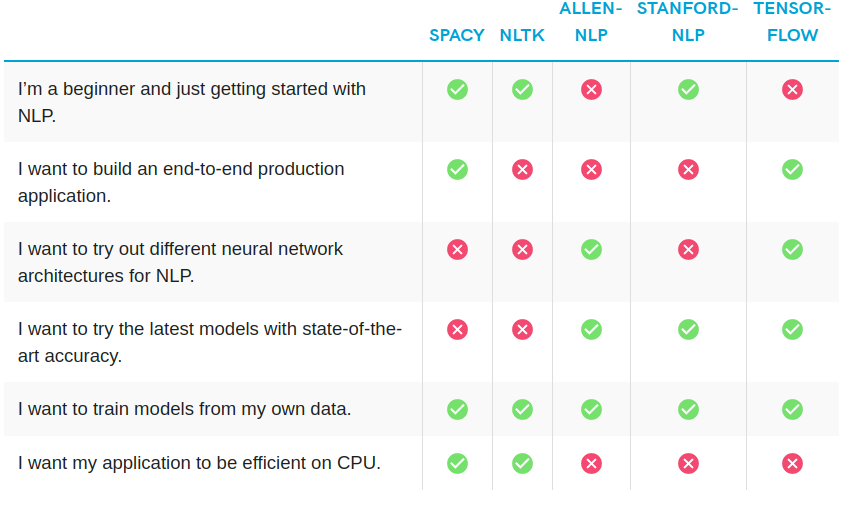 ALLEN- STANFORD- TENSOR-
SPACY NLTK NLP NLP FLOW
I’m a beginner and just getting started with
NLP.
I want to build an end-to-end production
application.
I want to try out different neural network
architectures for NLP.
I want to try the latest models with state-of-the-
art accuracy.
I want to train models from my own data.
I want my application to be efficient on CPU.